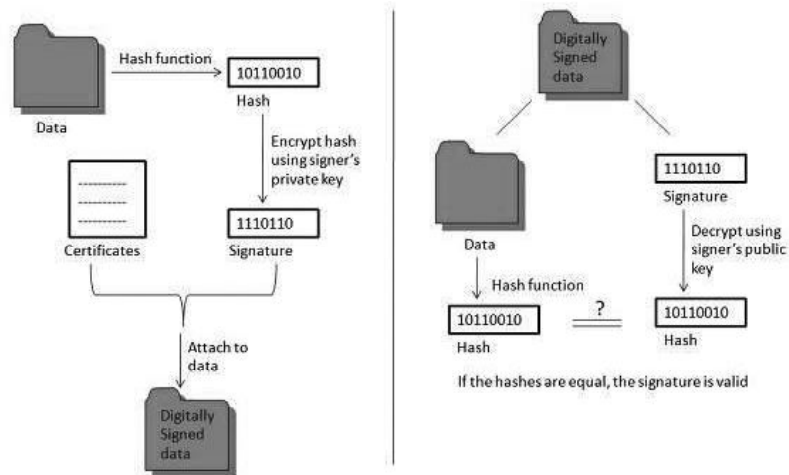 Hash function
10110010
Hash
Data
Encrypt hash
using signer's
private key
---------
---------
---------
1110110
Certificates
Signature
Attach to
data
Digitally
Signed
data
Digitally
Signed
data
1110110
Signature
Data
Decrypt using
signer's public
key
Hash function
10110010
Hash
?
10110010
Hash
If the hashes are equal, the signature is valid